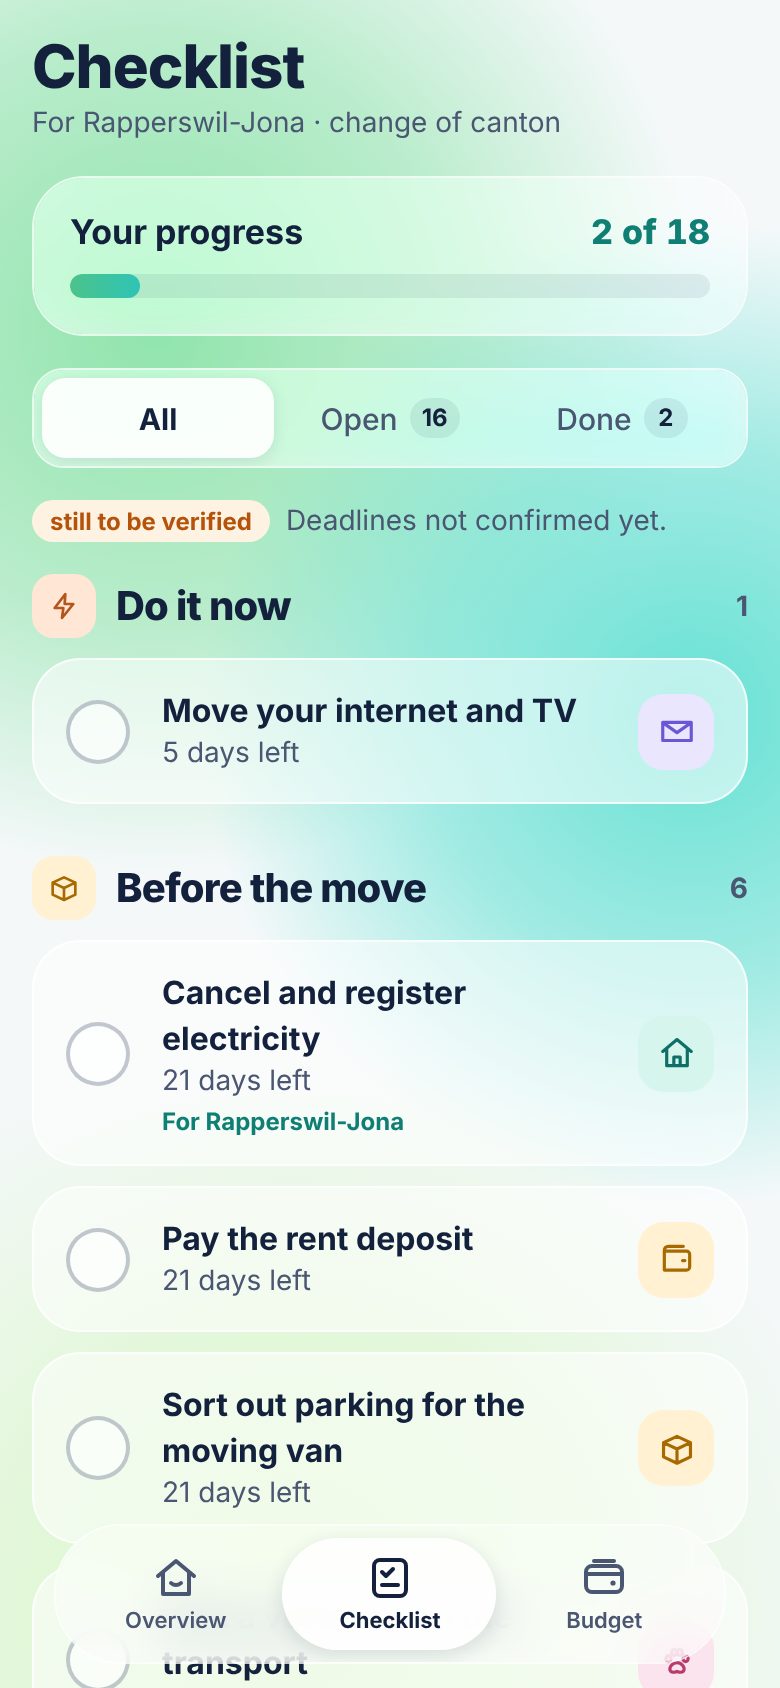 Checklist
For Rapperswil-Jona · change of canton
Your progress
2 of 18
All
Open 16
Done 2
still to be verified
Deadlines not confirmed yet.
Do it now
1
Move your internet and TV
5 days left
Before the move
6
Cancel and register
electricity
21 days left
For Rapperswil-Jona
Pay the rent deposit
21 days left
Sort out parking for the
moving van
21 days left
transport
Overview
Checklist
Budget